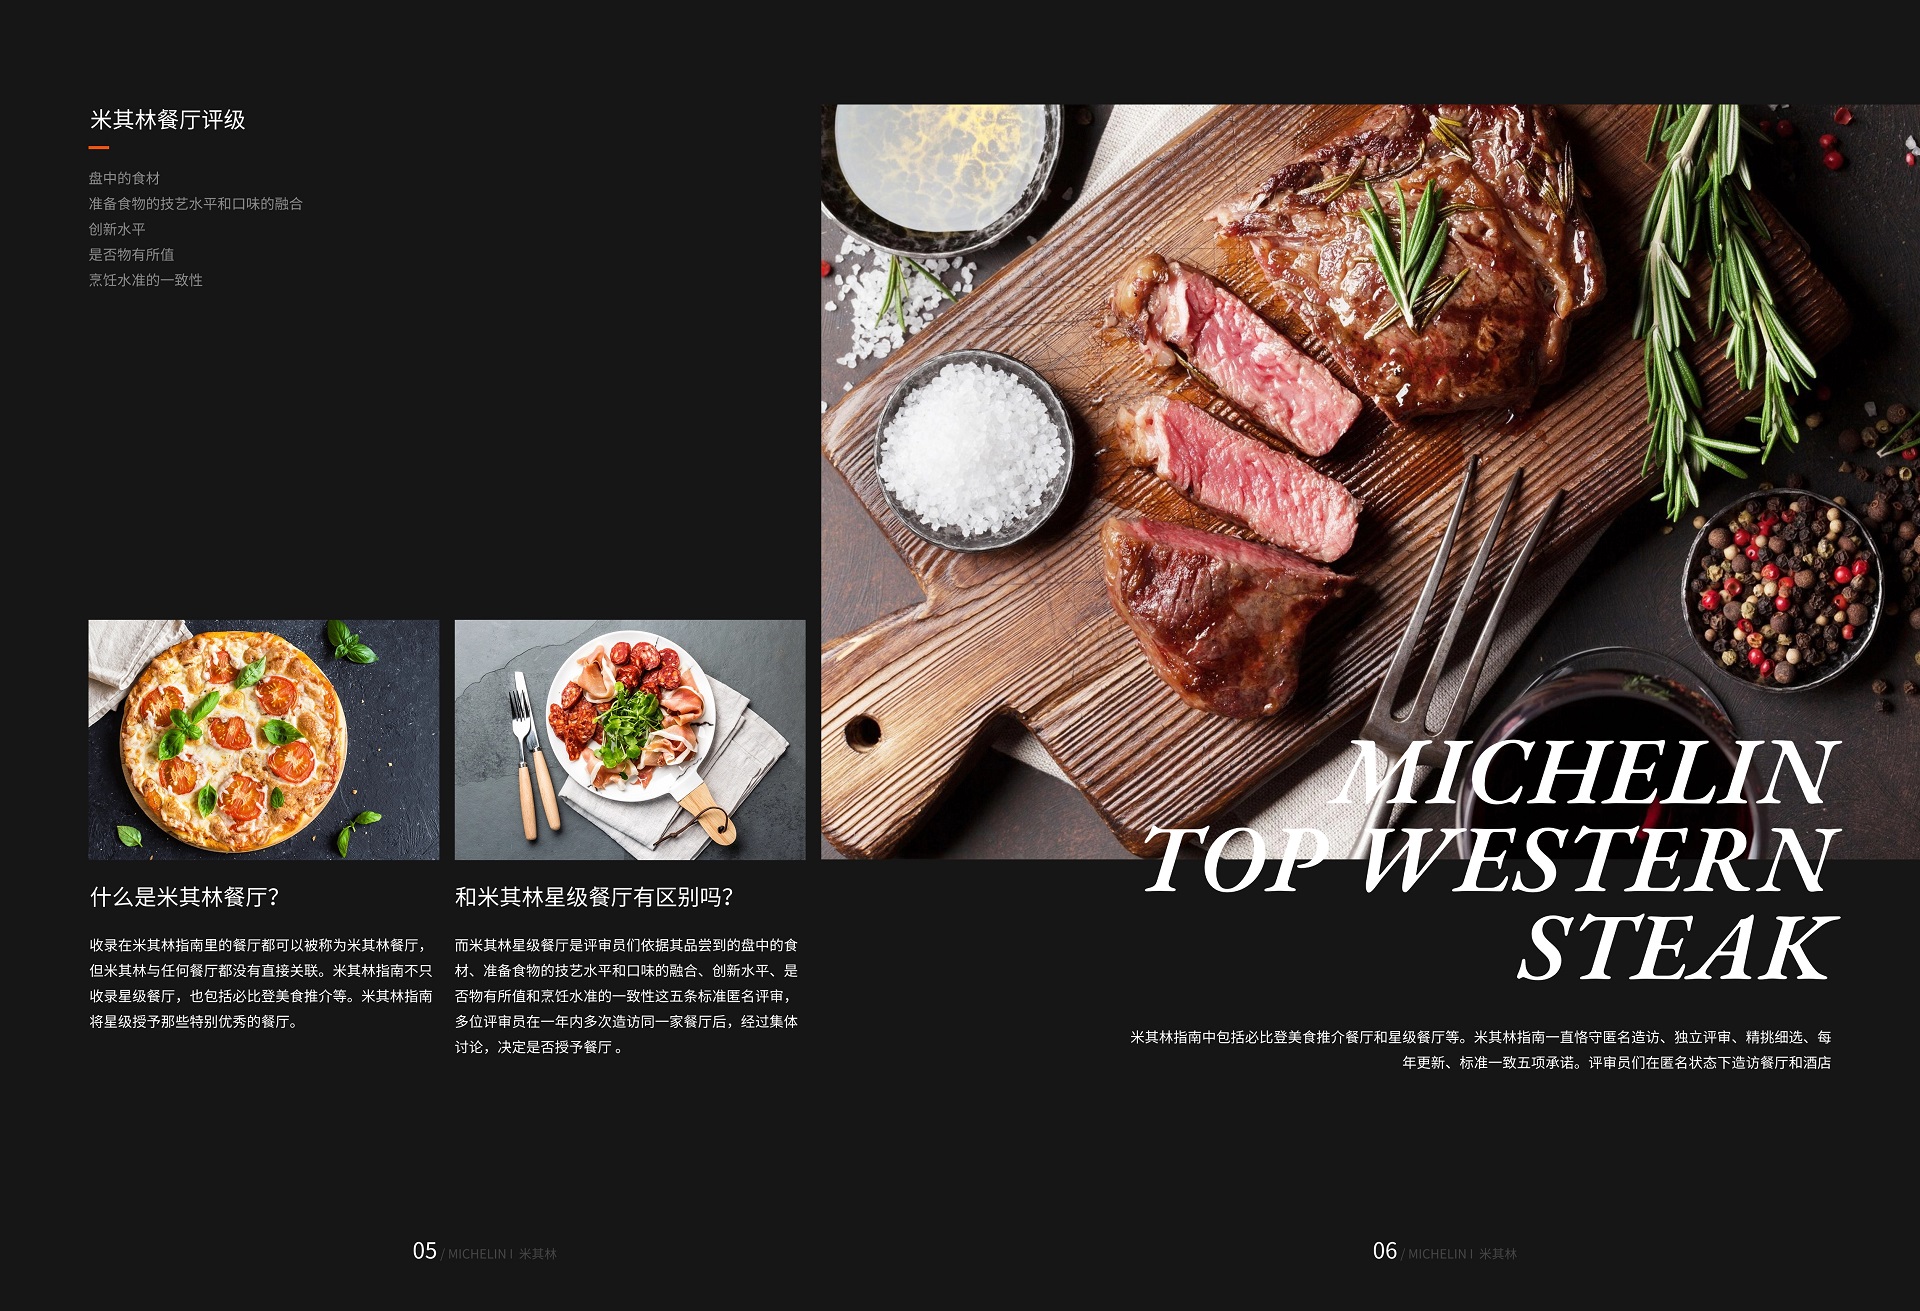 米其林餐厅评级
盘中的食材
准备食物的技艺水平和口味的融合
创新水平
是否物有所值
烹饪水准的一致性
什么是米其林餐厅？
收录在米其林指南里的餐厅都可以被称为米其林餐厅，
但米其林与任何餐厅都没有直接关联。米其林指南不只
收录星级餐厅，也包括必比登美食推介等。米其林指南
将星级授予那些特别优秀的餐厅。
和米其林星级餐厅有区别吗？
而米其林星级餐厅是评审员们依据其品尝到的盘中的食
材、准备食物的技艺水平和口味的融合、创新水平、是
否物有所值和烹饪水准的一致性这五条标准匿名评审，
多位评审员在一年内多次造访同一家餐厅后，经过集体
讨论，决定是否授予餐厅 。
MICHELIN
TOP WESTERN
STEAK
米其林指南中包括必比登美食推介餐厅和星级餐厅等。米其林指南一直恪守匿名造访、独立评审、精挑细选、每
年更新、标准一致五项承诺。评审员们在匿名状态下造访餐厅和酒店
05 / MICHELIN I 米其林
06 / MICHELIN I 米其林